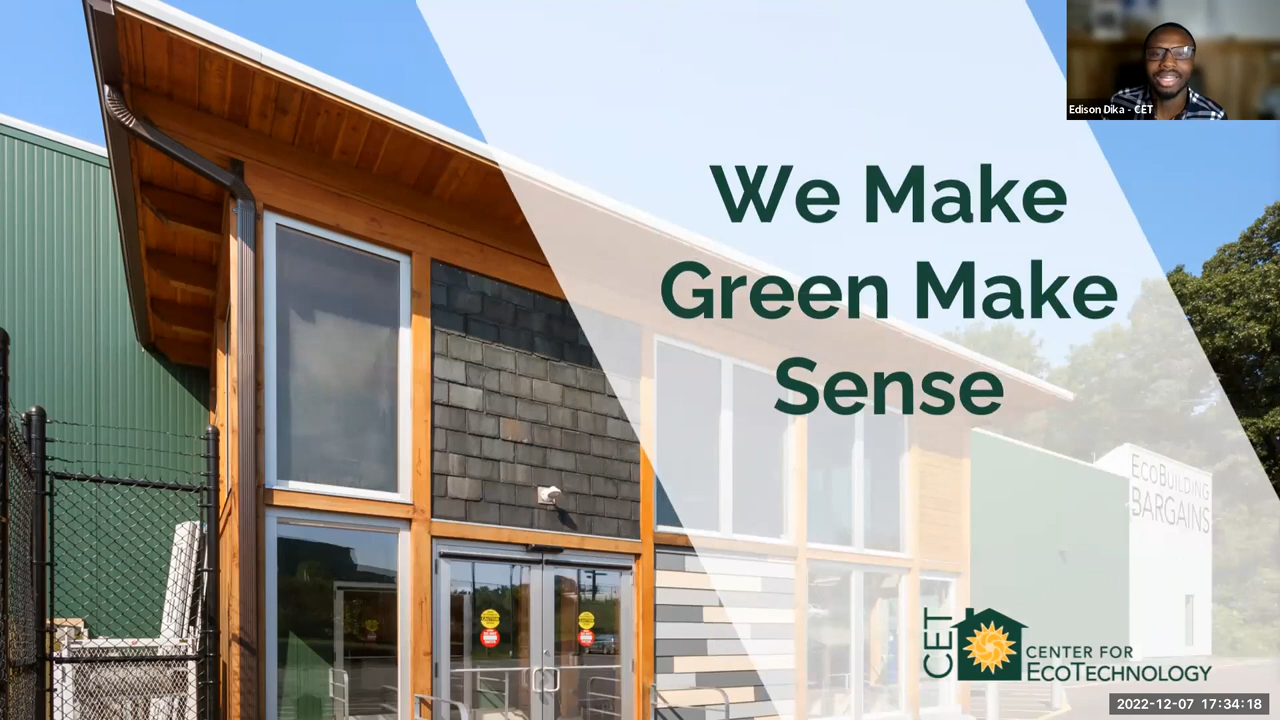 Edison Dika - CET
We Make
Green Make
Sense
EcoBuilding
BARGAINS
CET
CENTER FOR
ECOTECHNOLOGY
2022-12-07 17:34:18